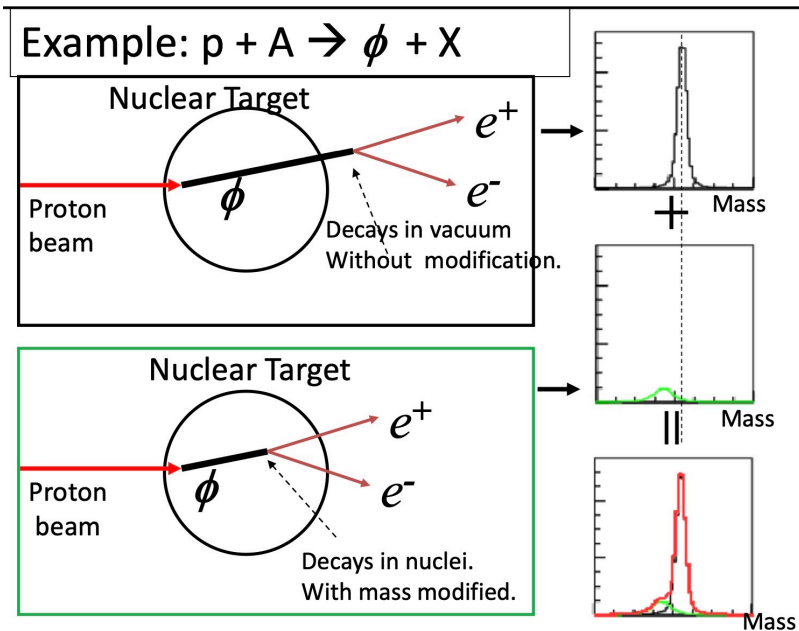 Example: p + A → ϕ + X
Nuclear Target
e+
ϕ
e-
Proton
beam
Decays in vacuum
Without modification.
Mass
+
Nuclear Target
e+
ϕ
e-
Proton
beam
Decays in nuclei.
With mass modified.
Mass
=
Mass